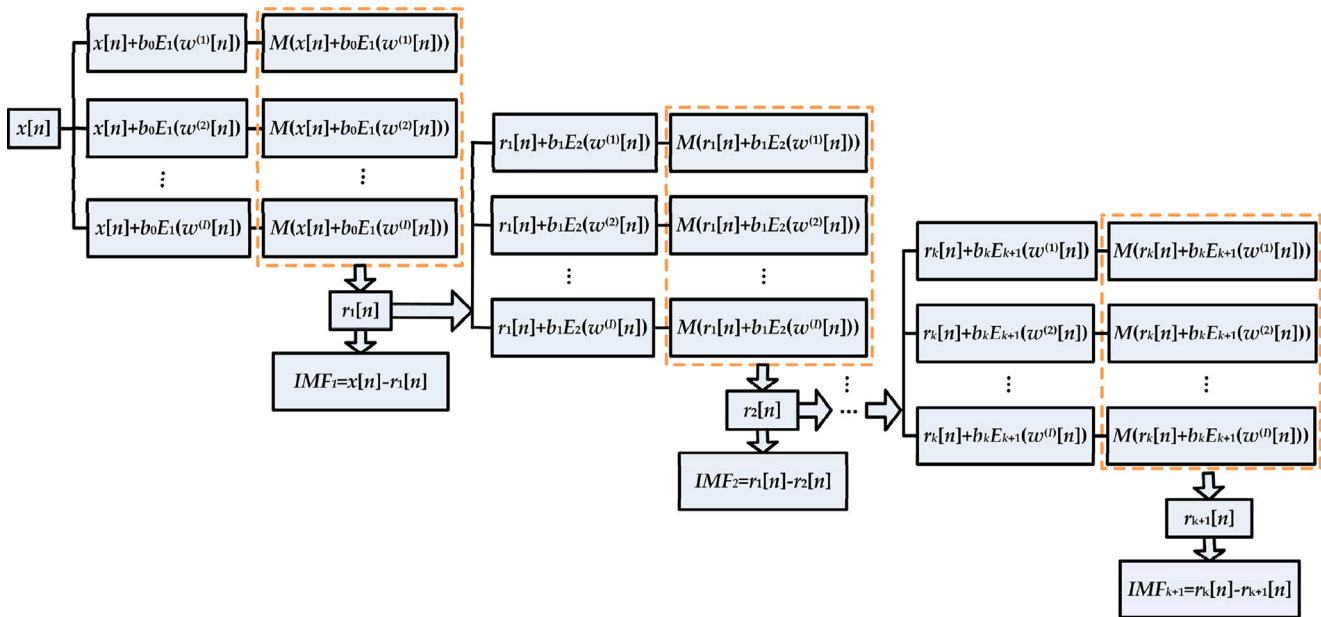 x[n]
x[n]+b₀E₁(w⁽¹⁾[n])
M(x[n]+b₀E₁(w⁽¹⁾[n]))
x[n]+b₀E₁(w⁽²⁾[n])
M(x[n]+b₀E₁(w⁽²⁾[n]))
⋮
⋮
x[n]+b₀E₁(w⁽ᴵ⁾[n])
M(x[n]+b₀E₁(w⁽ᴵ⁾[n]))
r₁[n]
IMF₁=x[n]-r₁[n]
r₁[n]+b₁E₂(w⁽¹⁾[n])
M(r₁[n]+b₁E₂(w⁽¹⁾[n]))
r₁[n]+b₁E₂(w⁽²⁾[n])
M(r₁[n]+b₁E₂(w⁽²⁾[n]))
⋮
⋮
r₁[n]+b₁E₂(w⁽ᴵ⁾[n])
M(r₁[n]+b₁E₂(w⁽ᴵ⁾[n]))
r₂[n]
⋮
...
IMF₂=r₁[n]-r₂[n]
rₖ[n]+bₖEₖ₊₁(w⁽¹⁾[n])
M(rₖ[n]+bₖEₖ₊₁(w⁽¹⁾[n]))
rₖ[n]+bₖEₖ₊₁(w⁽²⁾[n])
M(rₖ[n]+bₖEₖ₊₁(w⁽²⁾[n]))
⋮
⋮
rₖ[n]+bₖEₖ₊₁(w⁽ᴵ⁾[n])
M(rₖ[n]+bₖEₖ₊₁(w⁽ᴵ⁾[n]))
rₖ₊₁[n]
IMFₖ₊₁=rₖ[n]-rₖ₊₁[n]